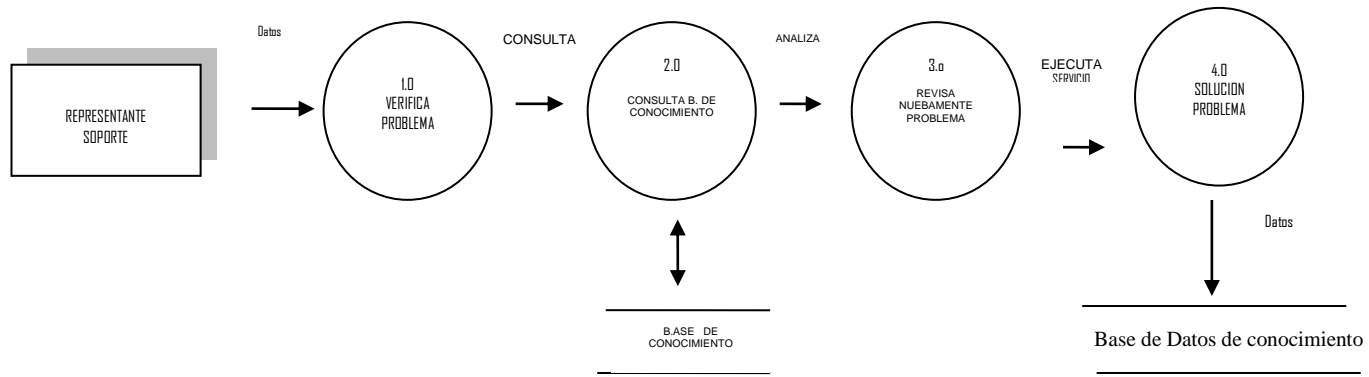 Datos
REPRESENTANTE
SOPORTE
1.0
VERIFICA
PROBLEMA
CONSULTA
2.0
CONSULTA B. DE
CONOCIMIENTO
ANALIZA
3.o
REVISA
NUEBAMENTE
PROBLEMA
EJECUTA
SERVICIO
4.0
SOLUCION
PROBLEMA
Datos
B.ASE DE
CONOCIMIENTO
Base de Datos de conocimiento